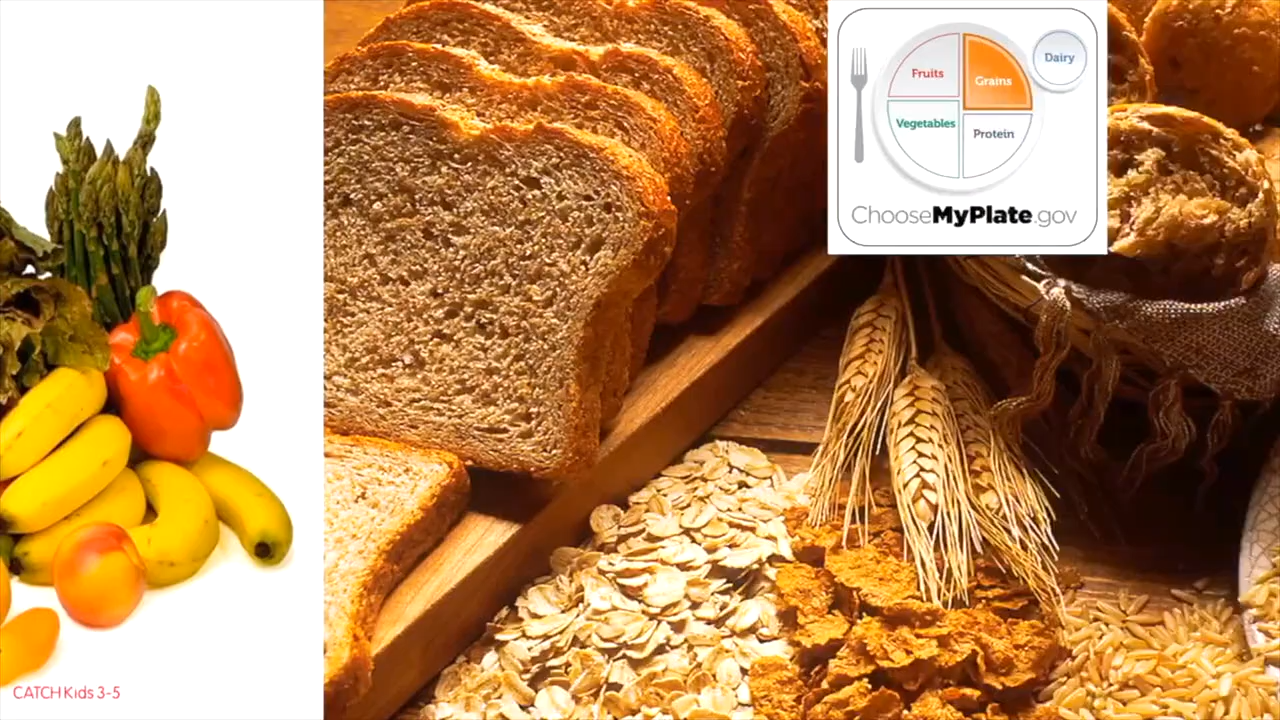 Fruits
Grains
Dairy
Vegetables
Protein
ChooseMyPlate.gov
CATCH Kids 3-5